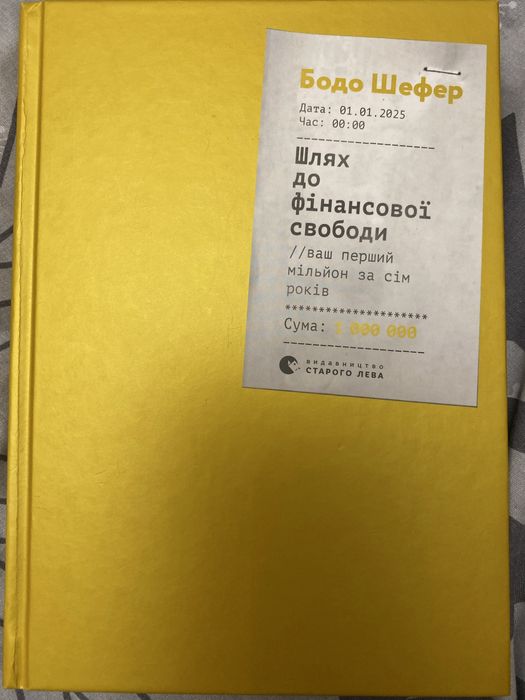 Бодо Шефер
Дата: 01.01.2025
Час: 00:00
--------------------
Шлях
до
фінансової
свободи
//ваш перший
мільйон за сім
років
*********************
Сума: 1 000 000
--------------------
видавництво
СТАРОГО ЛЕВА